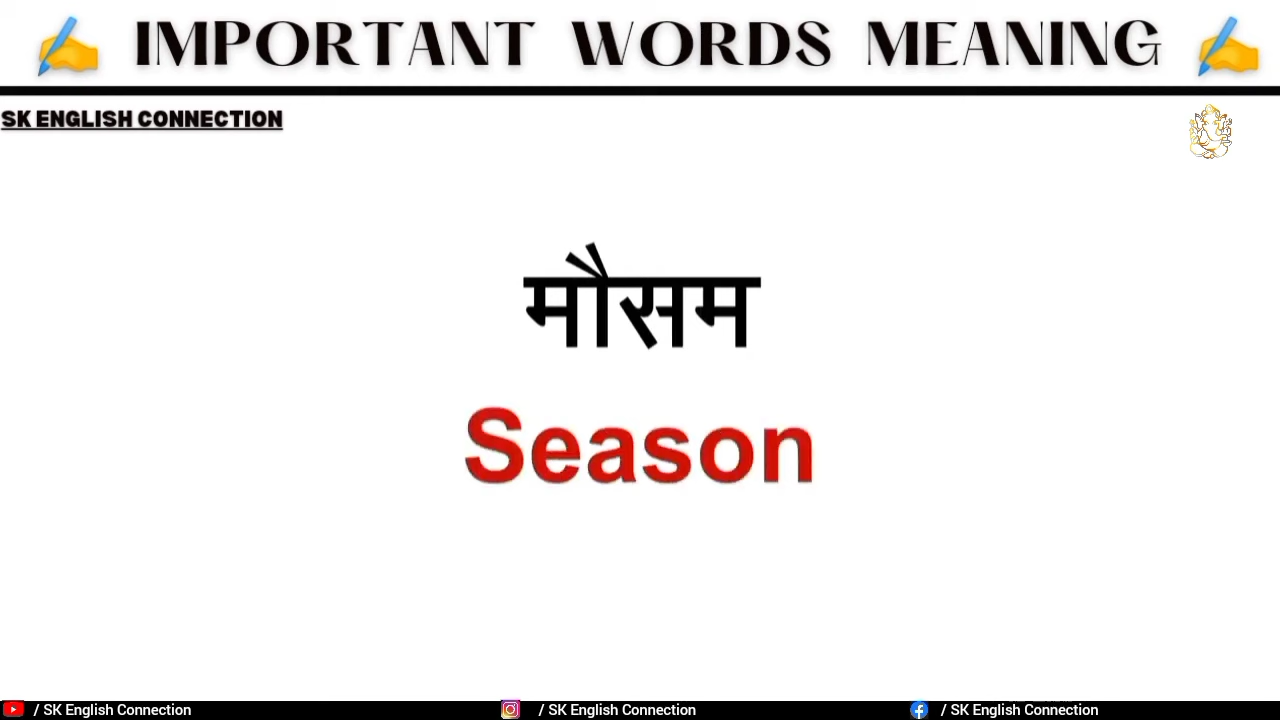 ✍️ IMPORTANT WORDS MEANING ✍️
SK ENGLISH CONNECTION
मौसम
Season
/ SK English Connection / SK English Connection / SK English Connection